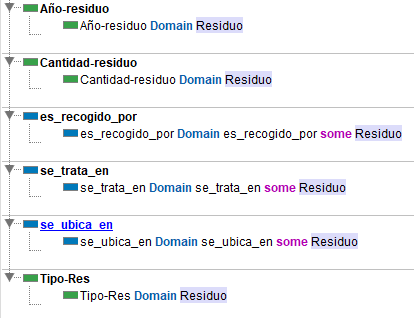 Año-residuo
Año-residuo Domain Residuo
Cantidad-residuo
Cantidad-residuo Domain Residuo
es_recogido_por
es_recogido_por Domain es_recogido_por some Residuo
se_trata_en
se_trata_en Domain se_trata_en some Residuo
se_ubica_en
se_ubica_en Domain se_ubica_en some Residuo
Tipo-Res
Tipo-Res Domain Residuo